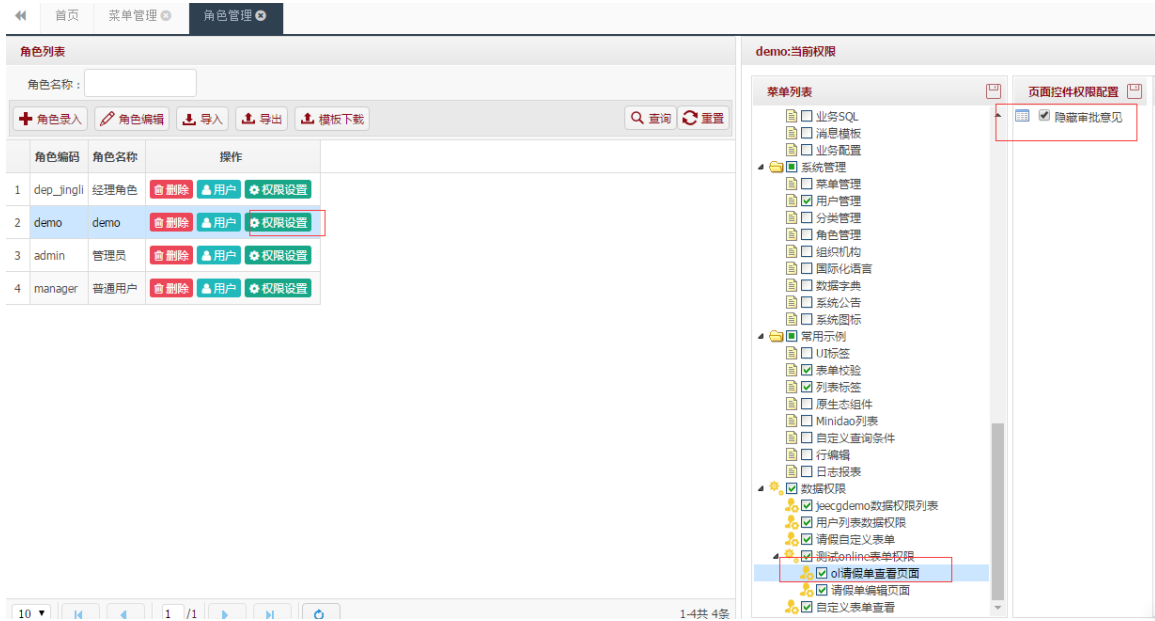 首页 菜单管理 角色管理
角色列表
角色名称：
角色录入 角色编辑 导入 导出 模板下载 查询 重置
角色编码 角色名称 操作
1 dep_jingli 经理角色 删除 用户 权限设置
2 demo demo 删除 用户 权限设置
3 admin 管理员 删除 用户 权限设置
4 manager 普通用户 删除 用户 权限设置
10 1 /1 1-4共 4条
demo:当前权限
菜单列表
业务SQL
消息模板
业务配置
系统管理
菜单管理
用户管理
分类管理
角色管理
组织机构
国际化语言
数据字典
系统公告
系统图标
常用示例
UI标签
表单校验
列表标签
原生态组件
Minidao列表
自定义查询条件
行编辑
日志报表
数据权限
jeecgdemo数据权限列表
用户列表数据权限
请假自定义表单
测试online表单权限
ol请假单查看页面
请假单编辑页面
自定义表单查看
页面控件权限配置
隐藏审批意见